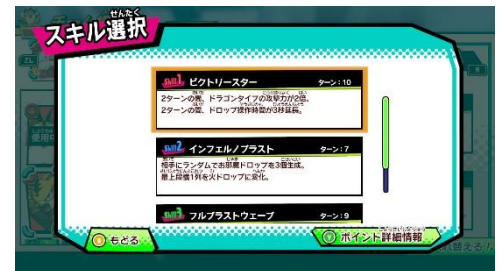 スキル選択
せんたく
Skill1 ビクトリースター ターン:10
2ターンの間、ドラゴンタイプの攻撃力が2倍。
2ターンの間、ドロップ操作時間が3秒延長。
Skill2 インフェルノブラスト ターン:7
相手にランダムでお邪魔ドロップを3個生成。
最上段横1列を火ドロップに変化。
Skill3 フルブラストウェーブ ターン:9
もどる
ポイント詳細情報
替える